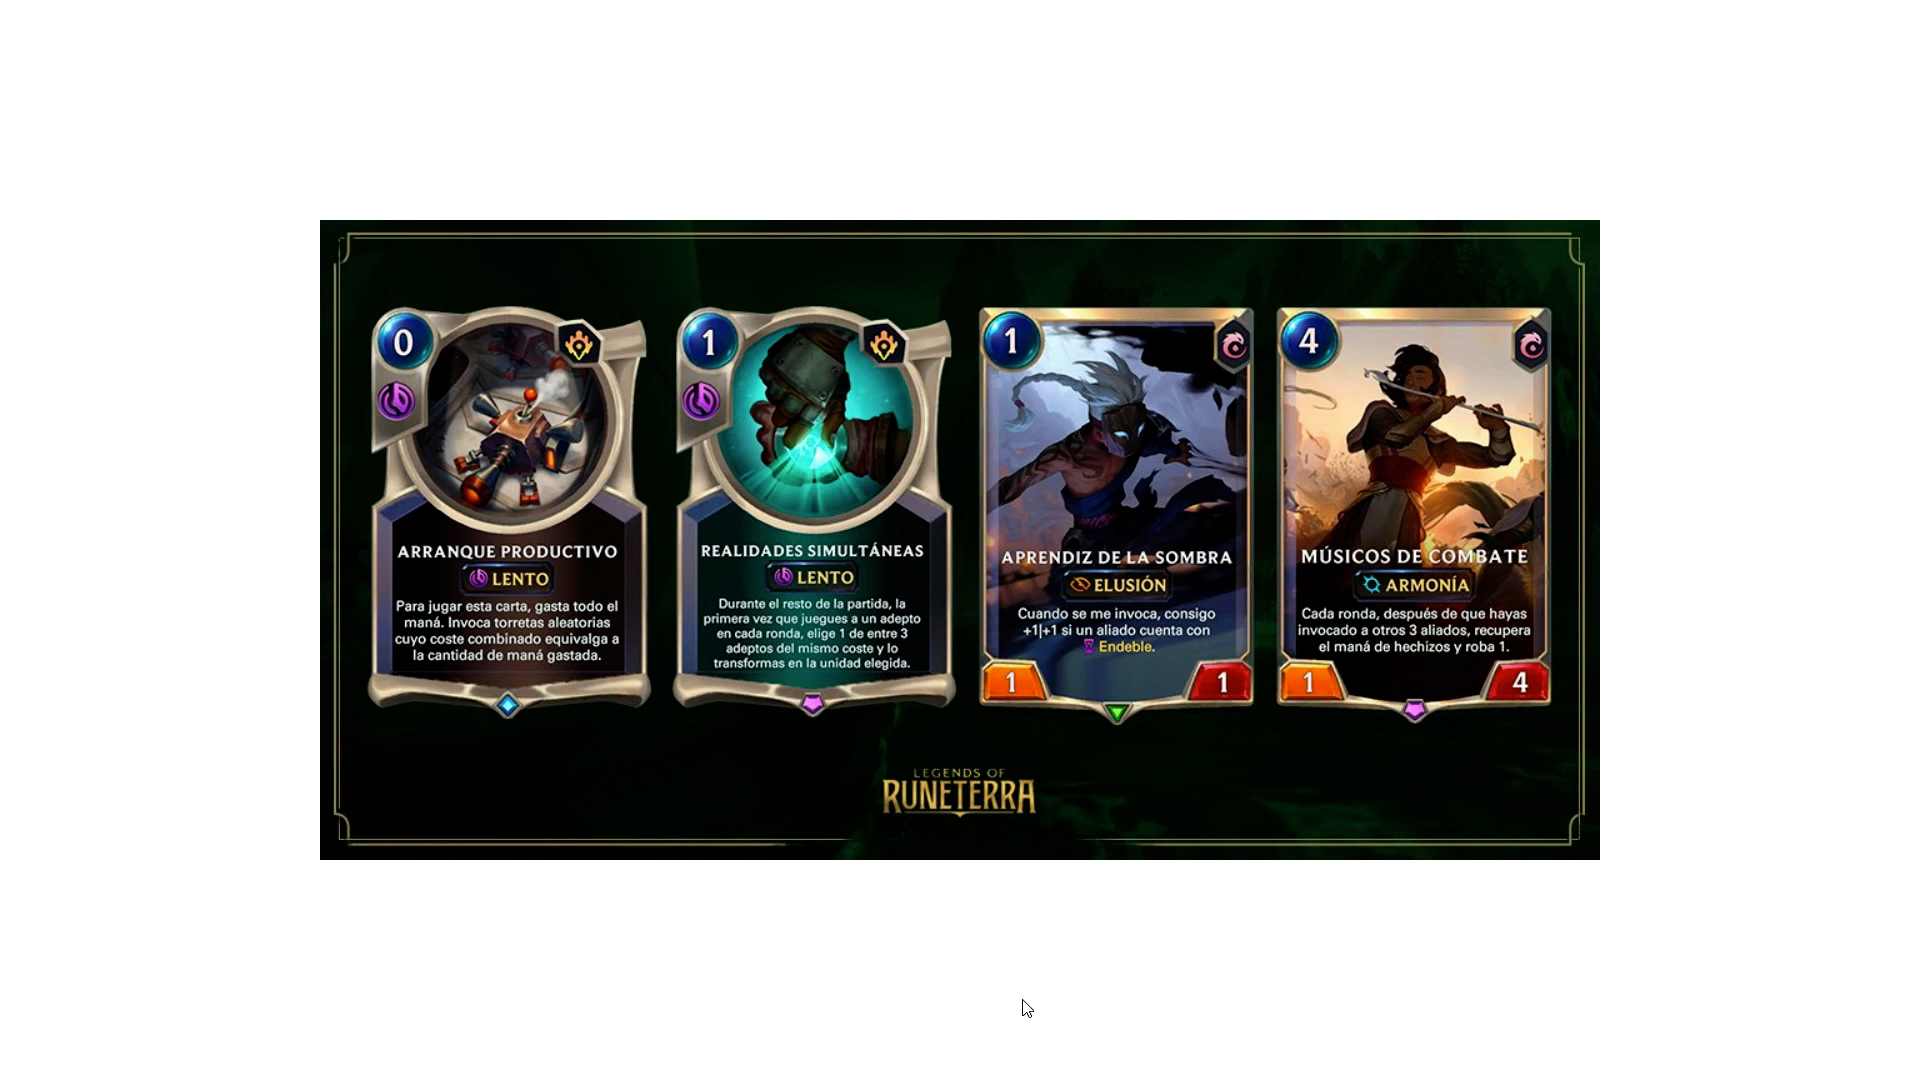 0
ARRANQUE PRODUCTIVO
LENTO
Para jugar esta carta, gasta todo el
maná. Invoca torretas aleatorias
cuyo coste combinado equivalga a
la cantidad de maná gastada.
1
REALIDADES SIMULTÁNEAS
LENTO
Durante el resto de la partida, la
primera vez que juegues a un adepto
en cada ronda, elige 1 de entre 3
adeptos del mismo coste y lo
transformas en la unidad elegida.
1
APRENDIZ DE LA SOMBRA
ELUSIÓN
Cuando se me invoca, consigo
+1|+1 si un aliado cuenta con
Endeble.
1
1
4
MÚSICOS DE COMBATE
ARMONÍA
Cada ronda, después de que hayas
invocado a otros 3 aliados, recupera
el maná de hechizos y roba 1.
1
4
LEGENDS OF
RUNETERRA